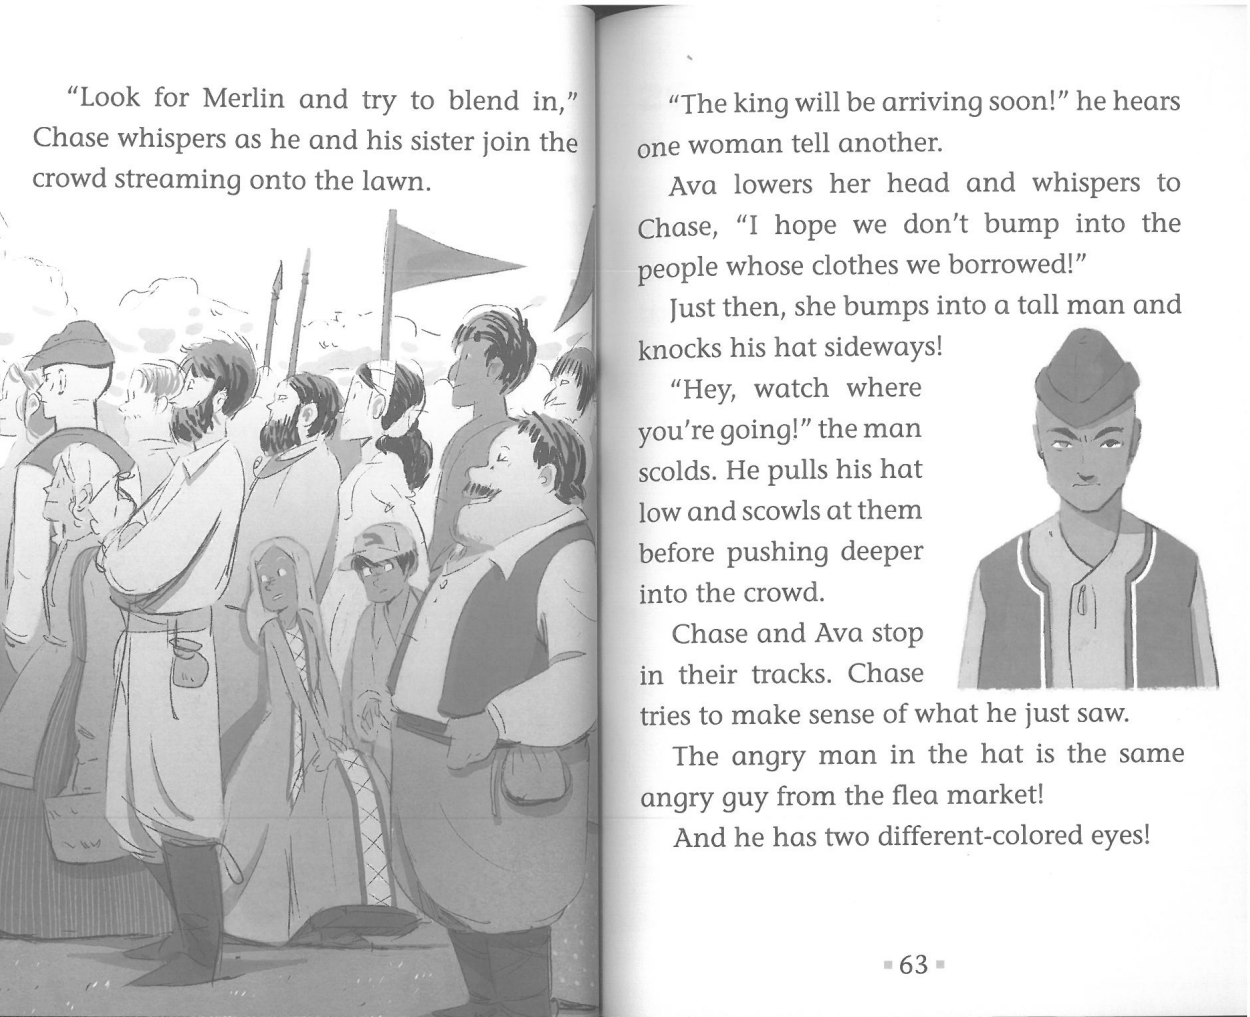 “Look for Merlin and try to blend in,”
Chase whispers as he and his sister join the
crowd streaming onto the lawn.
“The king will be arriving soon!” he hears
one woman tell another.
Ava lowers her head and whispers to
Chase, “I hope we don’t bump into the
people whose clothes we borrowed!”
Just then, she bumps into a tall man and
knocks his hat sideways!
“Hey, watch where
you’re going!” the man
scolds. He pulls his hat
low and scowls at them
before pushing deeper
into the crowd.
Chase and Ava stop
in their tracks. Chase
tries to make sense of what he just saw.
The angry man in the hat is the same
angry guy from the flea market!
And he has two different-colored eyes!
63